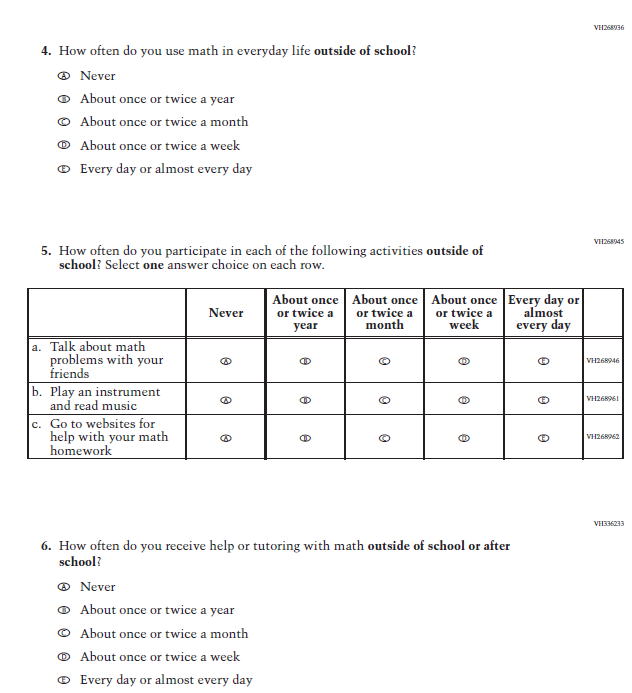 VH268936
4. How often do you use math in everyday life outside of school?
Ⓐ Never
Ⓑ About once or twice a year
Ⓒ About once or twice a month
Ⓓ About once or twice a week
Ⓔ Every day or almost every day
VH268945
5. How often do you participate in each of the following activities outside of
school? Select one answer choice on each row.
Never
About once
or twice a
year
About once
or twice a
month
About once
or twice a
week
Every day or
almost
every day
a. Talk about math
problems with your
friends
Ⓐ Ⓑ Ⓒ Ⓓ Ⓔ VH268946
b. Play an instrument
and read music
Ⓐ Ⓑ Ⓒ Ⓓ Ⓔ VH268961
c. Go to websites for
help with your math
homework
Ⓐ Ⓑ Ⓒ Ⓓ Ⓔ VH268962
VH336233
6. How often do you receive help or tutoring with math outside of school or after
school?
Ⓐ Never
Ⓑ About once or twice a year
Ⓒ About once or twice a month
Ⓓ About once or twice a week
Ⓔ Every day or almost every day